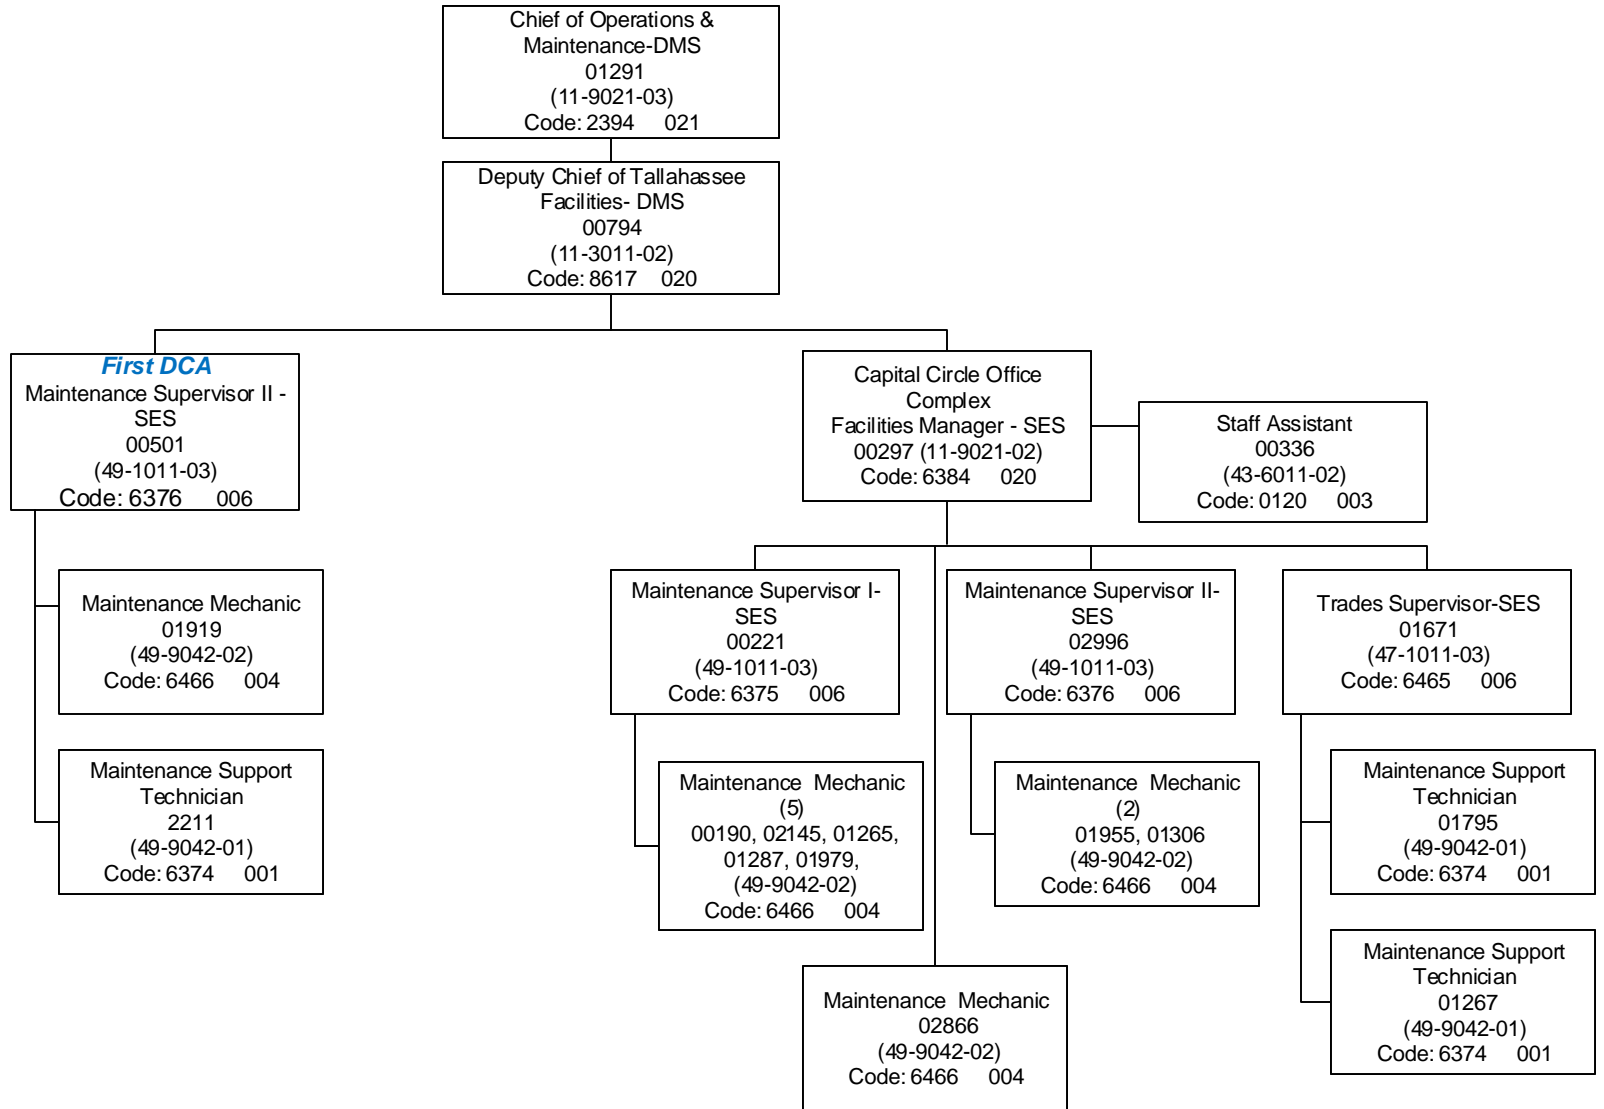 Chief of Operations &
Maintenance-DMS
01291
(11-9021-03)
Code: 2394 021
Deputy Chief of Tallahassee
Facilities- DMS
00794
(11-3011-02)
Code: 8617 020
First DCA
Maintenance Supervisor II -
SES
00501
(49-1011-03)
Code: 6376 006
Capital Circle Office
Complex
Facilities Manager - SES
00297 (11-9021-02)
Code: 6384 020
Staff Assistant
00336
(43-6011-02)
Code: 0120 003
Maintenance Mechanic
01919
(49-9042-02)
Code: 6466 004
Maintenance Support
Technician
2211
(49-9042-01)
Code: 6374 001
Maintenance Supervisor I-
SES
00221
(49-1011-03)
Code: 6375 006
Maintenance Supervisor II-
SES
02996
(49-1011-03)
Code: 6376 006
Trades Supervisor-SES
01671
(47-1011-03)
Code: 6465 006
Maintenance Mechanic
(5)
00190, 02145, 01265,
01287, 01979,
(49-9042-02)
Code: 6466 004
Maintenance Mechanic
(2)
01955, 01306
(49-9042-02)
Code: 6466 004
Maintenance Support
Technician
01795
(49-9042-01)
Code: 6374 001
Maintenance Mechanic
02866
(49-9042-02)
Code: 6466 004
Maintenance Support
Technician
01267
(49-9042-01)
Code: 6374 001